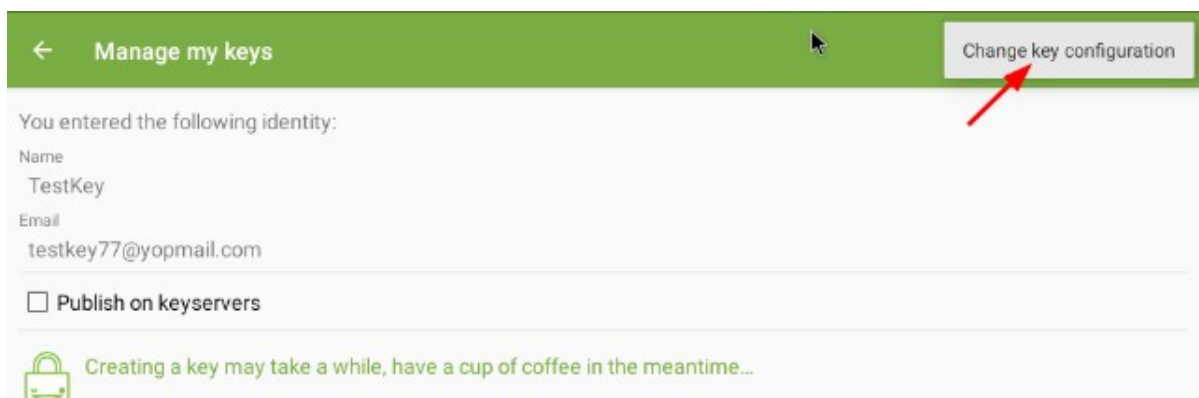 Manage my keys
Change key configuration
You entered the following identity:
Name
TestKey
Email
testkey77@yopmail.com
Publish on keyservers
Creating a key may take a while, have a cup of coffee in the meantime...